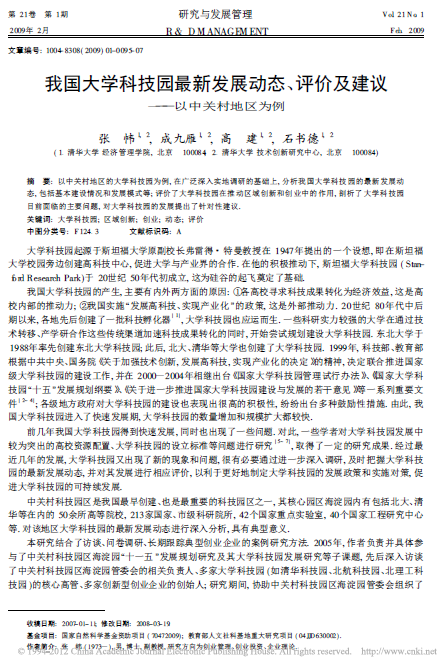 第 21卷 第 1期
研究与发展管理
Vol 21 No 1
2009年 2月
R & D MANAGEMENT
Feb. 2009
文章编号: 1004-8308(2009) 01-0095-07
我国大学科技园最新发展动态、评价及建议
——以中关村地区为例
张 帏1, 2, 成九雁1, 2, 高 建1, 2, 石书德1, 2
( 1. 清华大学 经济管理学院, 北京 100084; 2. 清华大学 技术创新研究中心, 北京 100084)
摘 要: 以中关村地区的大学科技园为例, 在广泛深入实地调研的基础上, 分析我国大学科技园的最新发展动
态, 包括基本建设情况和发展模式等; 评价了大学科技园在推动区域创新和创业中的作用, 剖析了大学科技园
目前面临的主要问题, 对大学科技园的发展提出了针对性建议.
关键词: 大学科技园; 区域创新; 创业; 动态; 评价
中图分类号: F124. 3 文献标识码: A
大学科技园起源于斯坦福大学原副校长弗雷得·特曼教授在 1947年提出的一个设想, 即在斯坦福
大学校园旁边创建高科技中心, 促进大学与产业界的合作. 在他的积极推动下, 斯坦福大学科技园 ( Stan-
ford Research Park)于 20世纪 50年代初成立, 这为硅谷的起飞奠定了基础.
我国大学科技园的产生, 主要有内外两方面的原因: ①各高校寻求科技成果转化为经济效益, 这是高
校内部的推动力; ②我国实施“发展高科技、实现产业化”的政策, 这是外部推动力. 20世纪 80年代中后
期以来, 各地先后创建了一批科技孵化器[1], 大学科技园也应运而生. 一些科研实力较强的大学在通过技
术转移、产学研合作这些传统渠道加速科技成果转化的同时, 开始尝试规划建设大学科技园. 东北大学于
1988年率先创建东北大学科技园; 此后, 北大、清华等大学也创建了大学科技园. 1999年, 科技部、教育部
根据中共中央、国务院《关于加强技术创新, 发展高科技, 实现产业化的决定》的精神, 决定联合推进国家
级大学科技园的建设工作, 并在 2000－2004年相继出台《国家大学科技园管理试行办法》、《国家大学科
技园“十五”发展规划纲要》、《关于进一步推进国家大学科技园建设与发展的若干意见》等一系列重要文
件[2-4]; 各级地方政府对大学科技园的建设也表现出很高的积极性, 纷纷出台多种鼓励性措施. 由此, 我
国大学科技园进入了快速发展期, 大学科技园的数量增加和规模扩大都较快.
前几年我国大学科技园得到快速发展, 同时也出现了一些问题. 对此, 一些学者对大学科技园发展中
较为突出的高校资源配置、大学科技园的设立标准等问题进行研究[5-7], 取得了一定的研究成果. 经过最
近几年的发展, 大学科技园又出现了新的现象和问题, 很有必要通过进一步深入调研, 及时把握大学科技
园的最新发展动态, 并对其发展进行相应评价, 以利于更好地制定大学科技园的发展政策和实施对策, 促
进大学科技园的可持续发展.
中关村科技园区是我国最早创建、也是最重要的科技园区之一, 其核心园区海淀园内有包括北大、清
华等在内的 50余所高等院校, 213家国家、市级科研院所, 42个国家重点实验室, 40个国家工程研究中心
等. 对该地区大学科技园的最新发展动态进行深入分析, 具有典型意义.
本研究结合了访谈、问卷调研、长期跟踪典型创业企业的案例研究方法. 2005年, 作者负责并具体参
与了中关村科技园区海淀园“十一五”发展规划研究及其大学科技园发展研究等子课题, 先后深入访谈
了中关村科技园区海淀园管委会的相关负责人、多家大学科技园 (如清华科技园、北航科技园、北理工科
技园 )的核心高管、多家创新型创业企业的创始人; 研究期间, 协助中关村科技园区海淀园管委会组织了
收稿日期: 2007-01-16; 修改日期: 2008-03-19
基金项目: 国家自然科学基金资助项目 (70472009); 教育部人文社科基地重大研究项目 (04JJD630002).
作者简介: 张 帏 (1973—), 男, 博士, 副教授, 研究方向为创业管理、创业投资、企业理论.
© 1994-2012 China Academic Journal Electronic Publishing House. All rights reserved. http://www.cnki.net